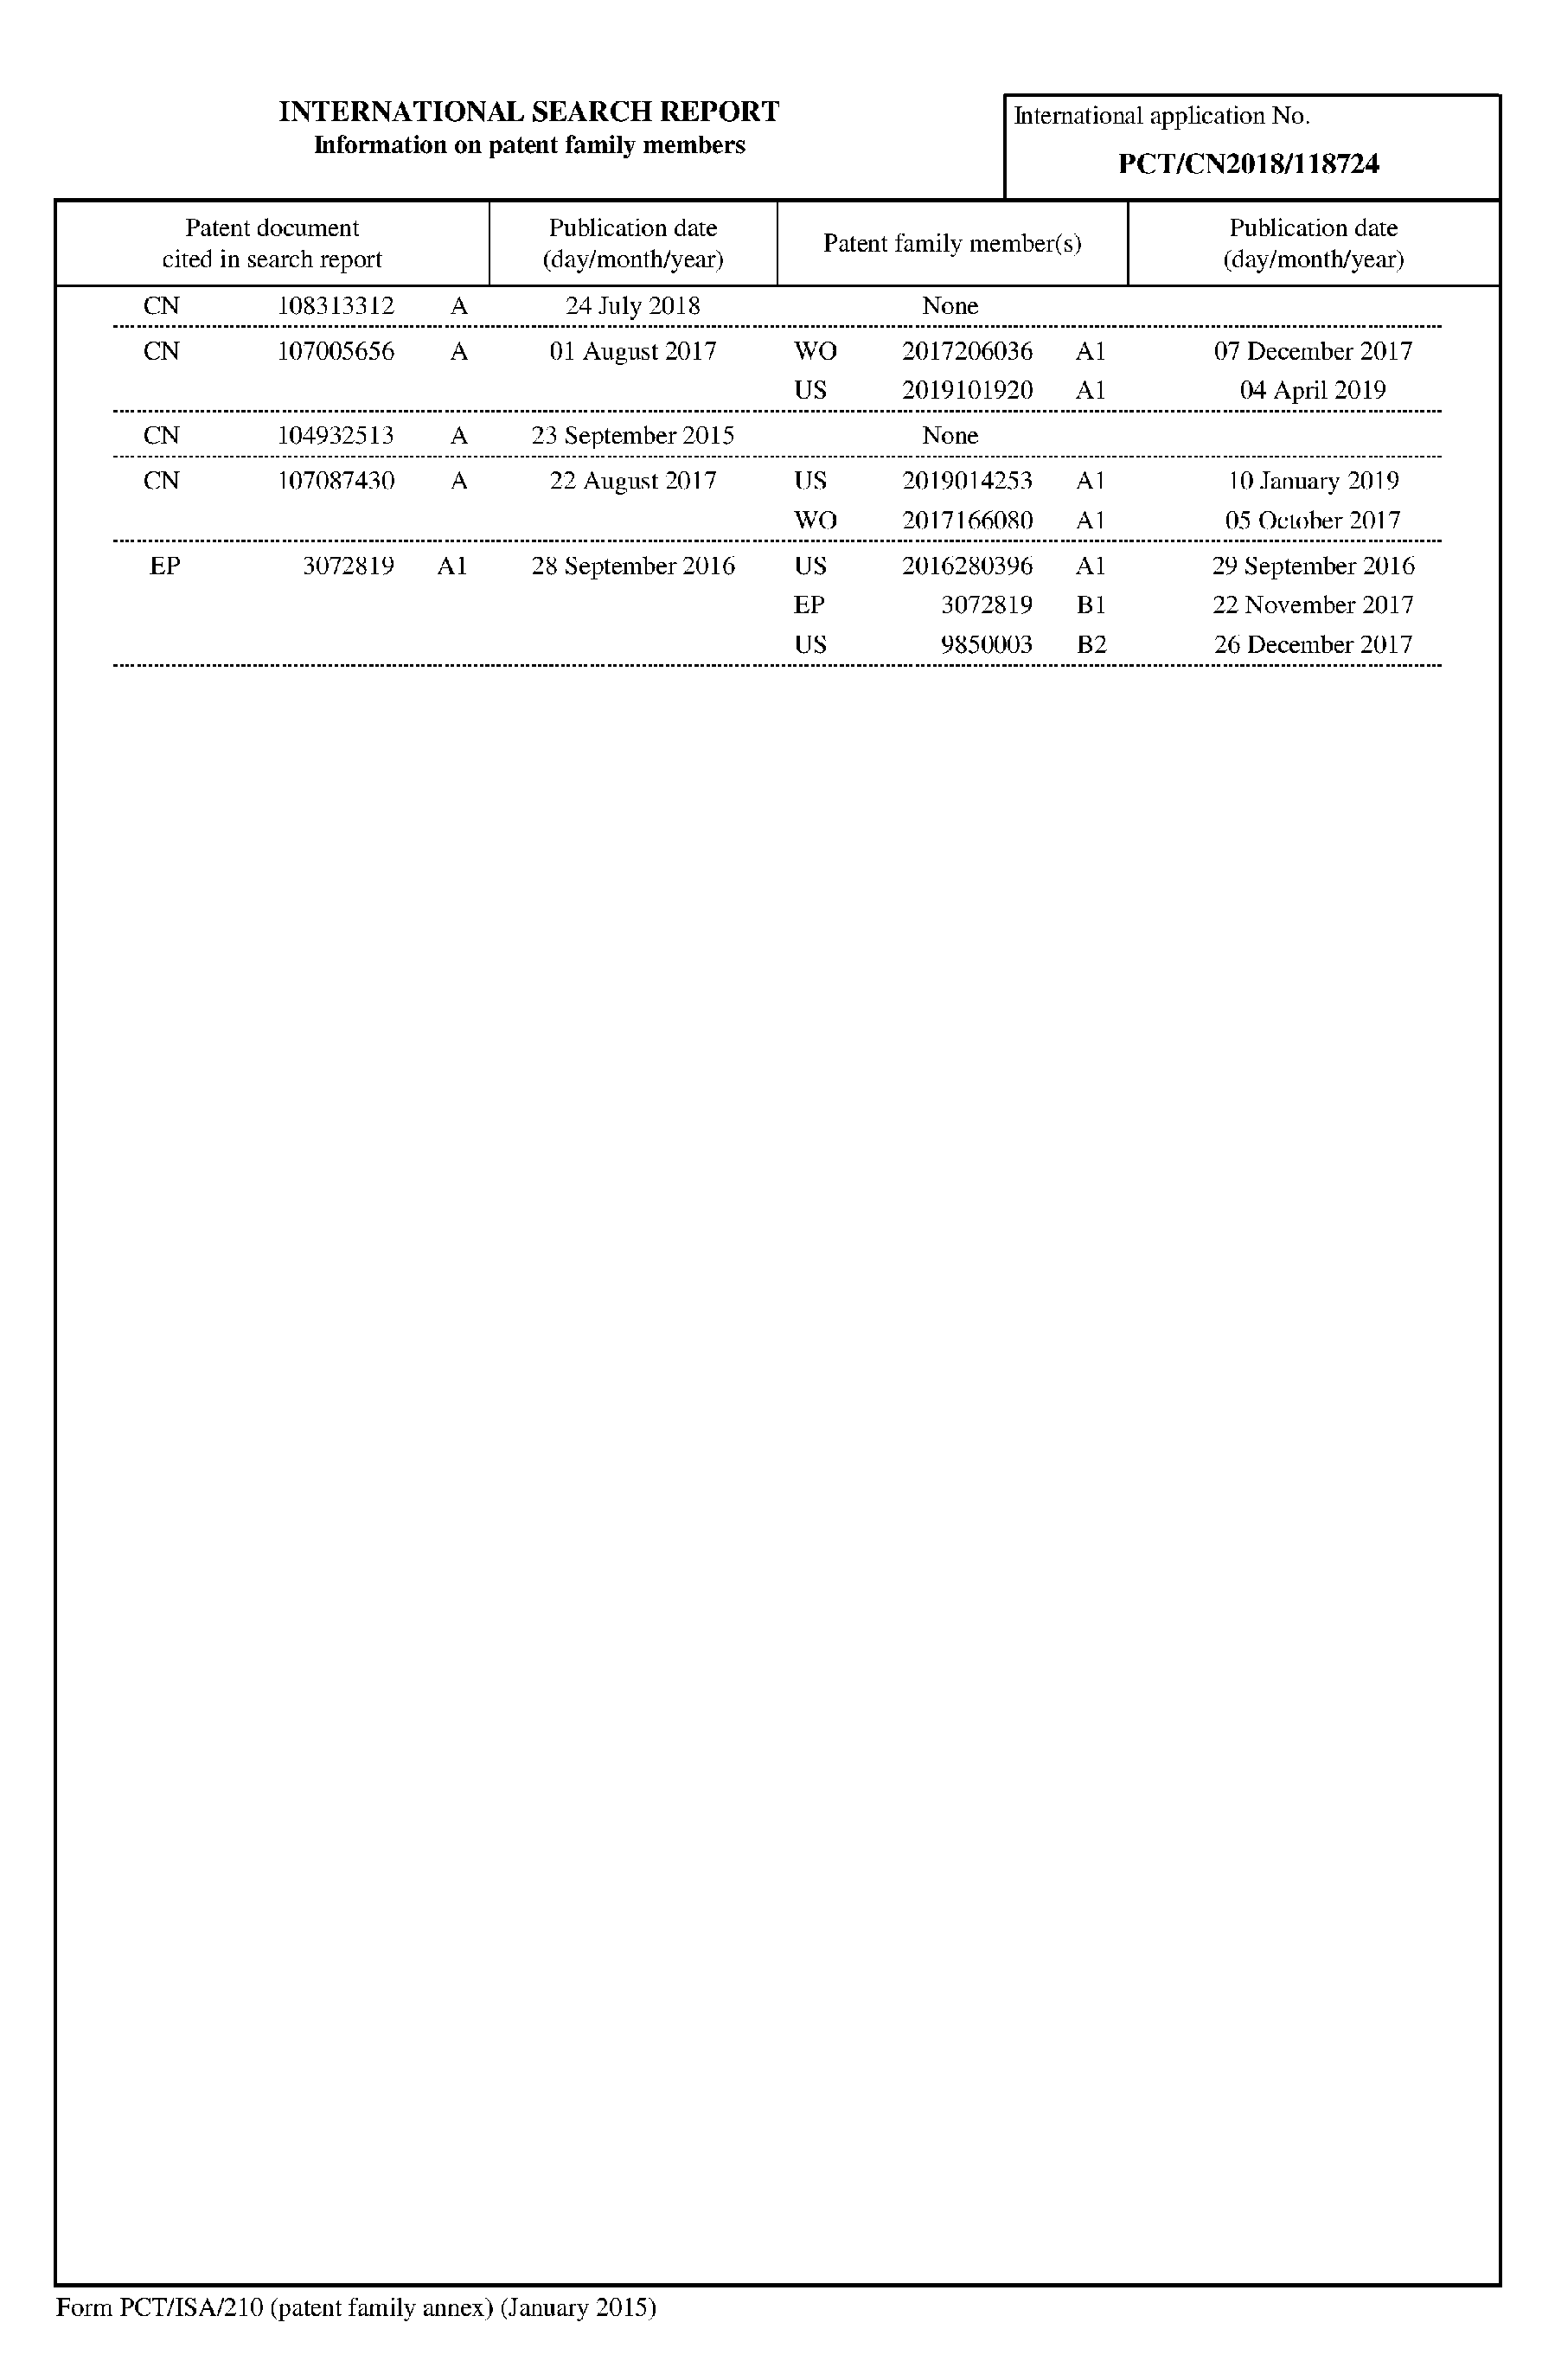 INTERNATIONAL SEARCH REPORT
Information on patent family members
International application No.
PCT/CN2018/118724
Patent document
cited in search report
Publication date
(day/month/year)
Patent family member(s)
Publication date
(day/month/year)
CN 108313312 A 24 July 2018 None
CN 107005656 A 01 August 2017 WO 2017206036 A1 07 December 2017
US 2019101920 A1 04 April 2019
CN 104932513 A 23 September 2015 None
CN 107087430 A 22 August 2017 US 2019014253 A1 10 January 2019
WO 2017166080 A1 05 October 2017
EP 3072819 A1 28 September 2016 US 2016280396 A1 29 September 2016
EP 3072819 B1 22 November 2017
US 9850003 B2 26 December 2017
Form PCT/ISA/210 (patent family annex) (January 2015)